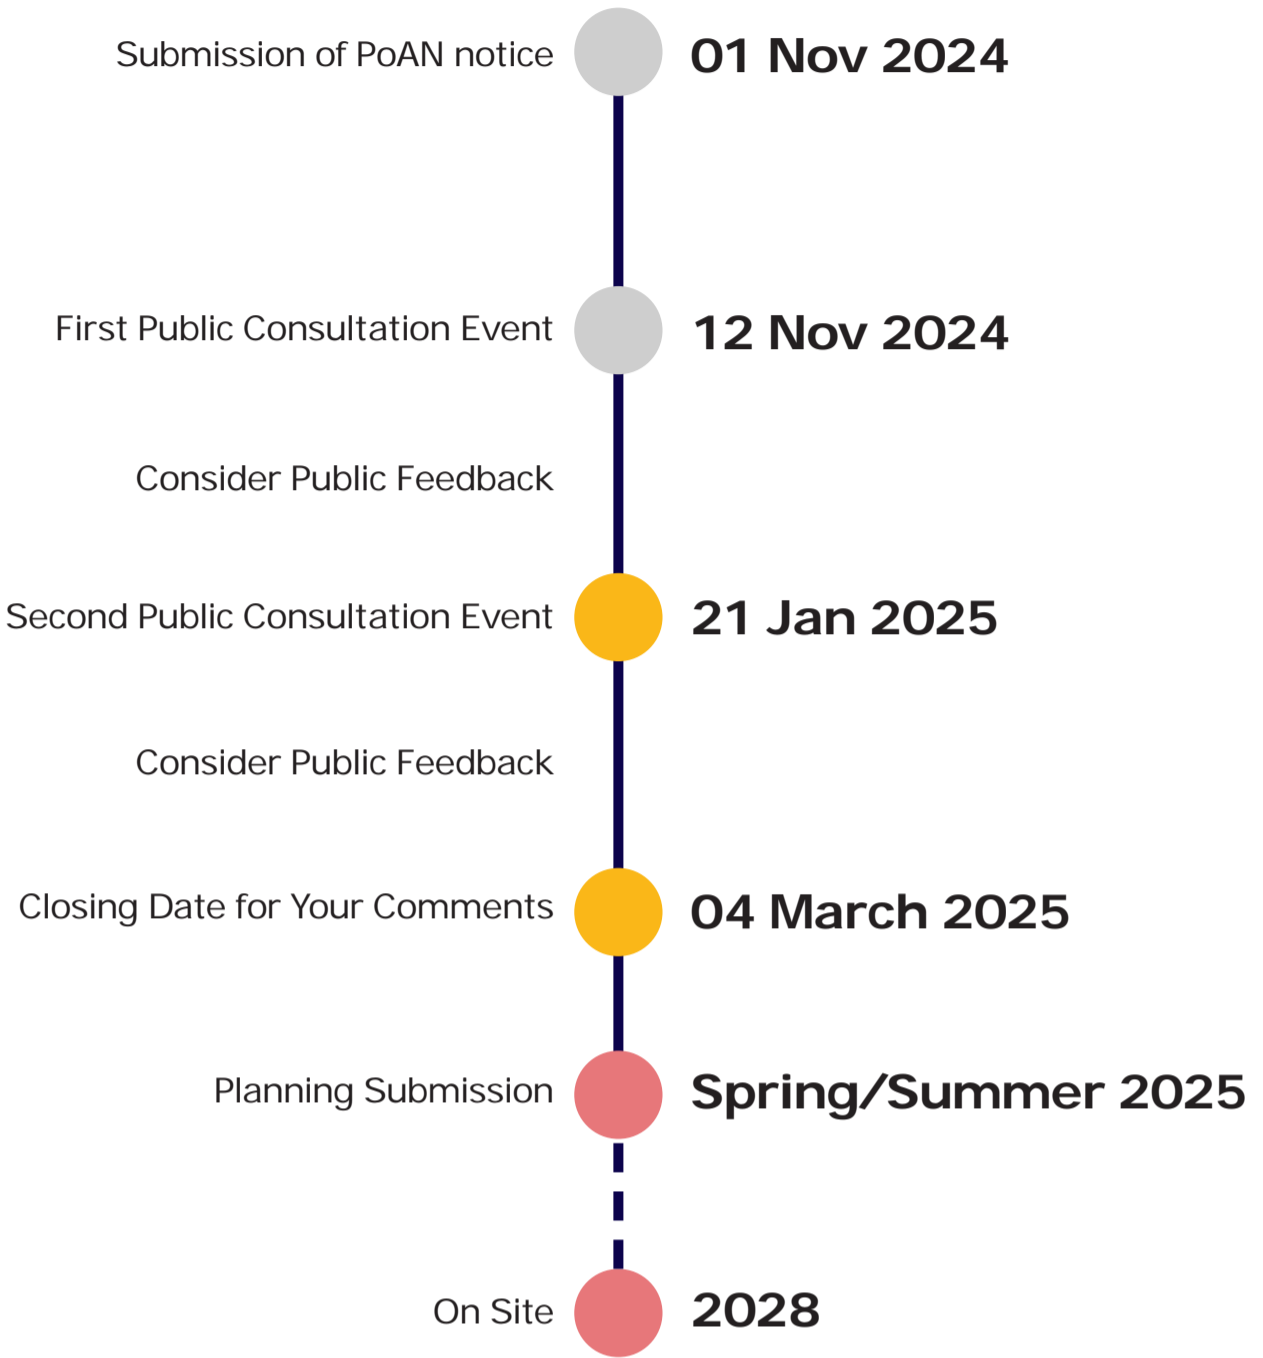 Submission of PoAN notice 01 Nov 2024
First Public Consultation Event 12 Nov 2024
Consider Public Feedback
Second Public Consultation Event 21 Jan 2025
Consider Public Feedback
Closing Date for Your Comments 04 March 2025
Planning Submission Spring/Summer 2025
On Site 2028